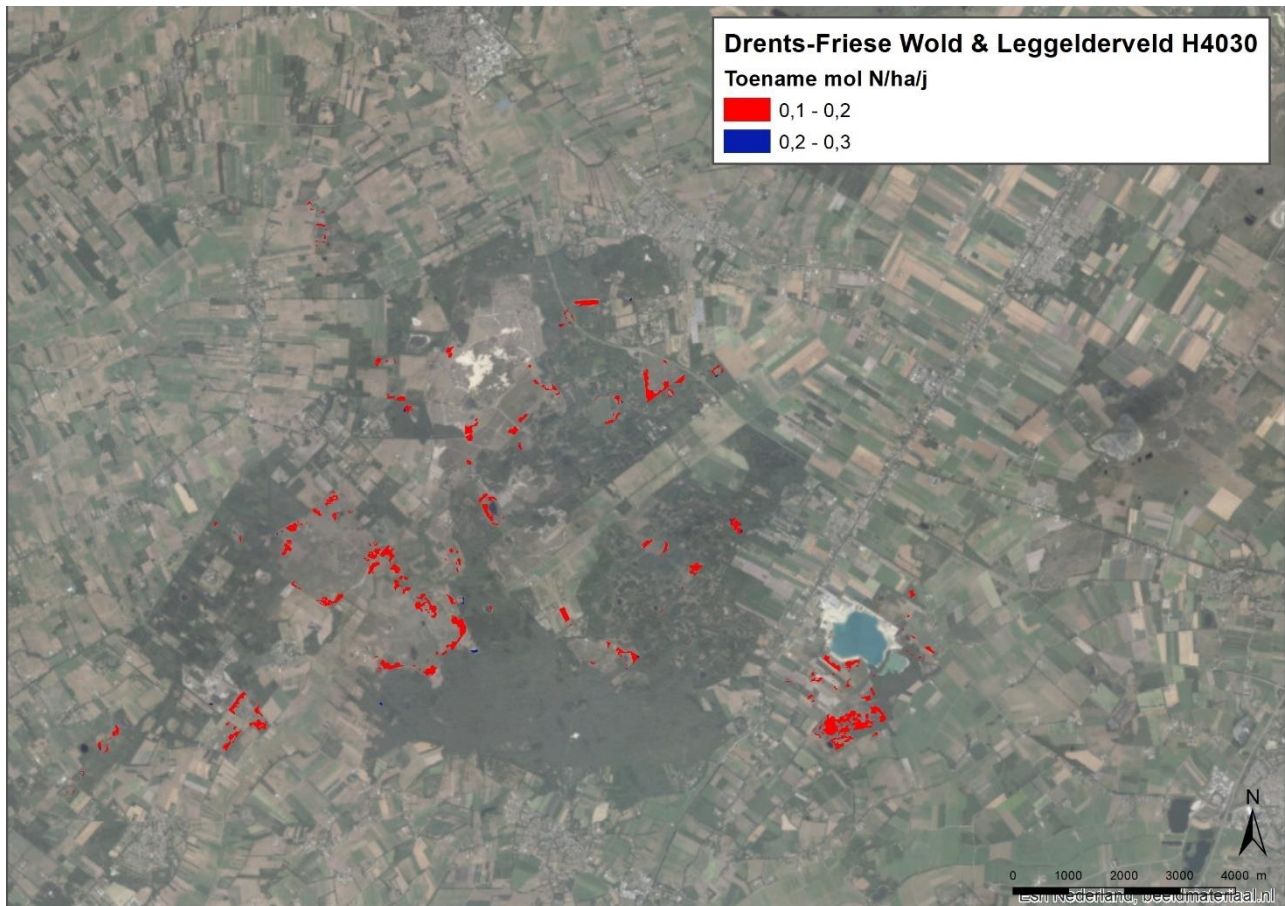 Drents-Friese Wold & Leggelderveld H4030
Toename mol N/ha/j
0,1 - 0,2
0,2 - 0,3
N
0 1000 2000 3000 4000 m
Esri Nederland, beeldmateriaal.nl